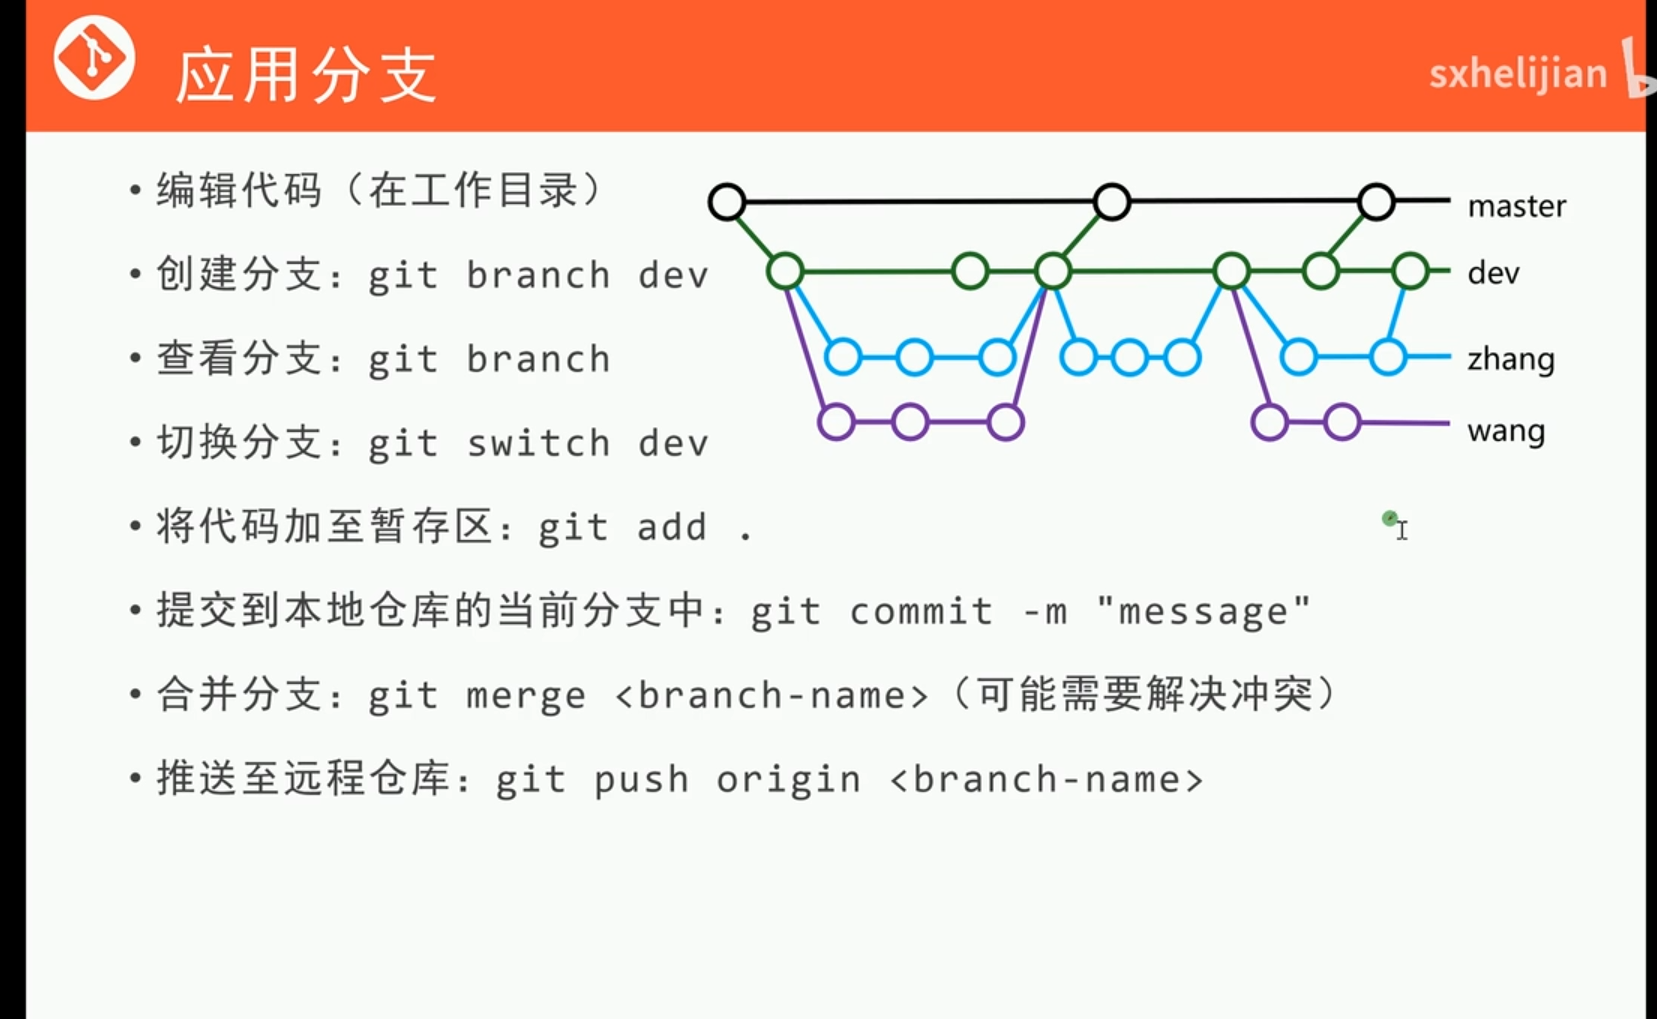 应用分支
sxhelijian
• 编辑代码（在工作目录）
• 创建分支：git branch dev
• 查看分支：git branch
• 切换分支：git switch dev
• 将代码加至暂存区：git add .
• 提交到本地仓库的当前分支中：git commit -m "message"
• 合并分支：git merge <branch-name>（可能需要解决冲突）
• 推送至远程仓库：git push origin <branch-name>
master
dev
zhang
wang